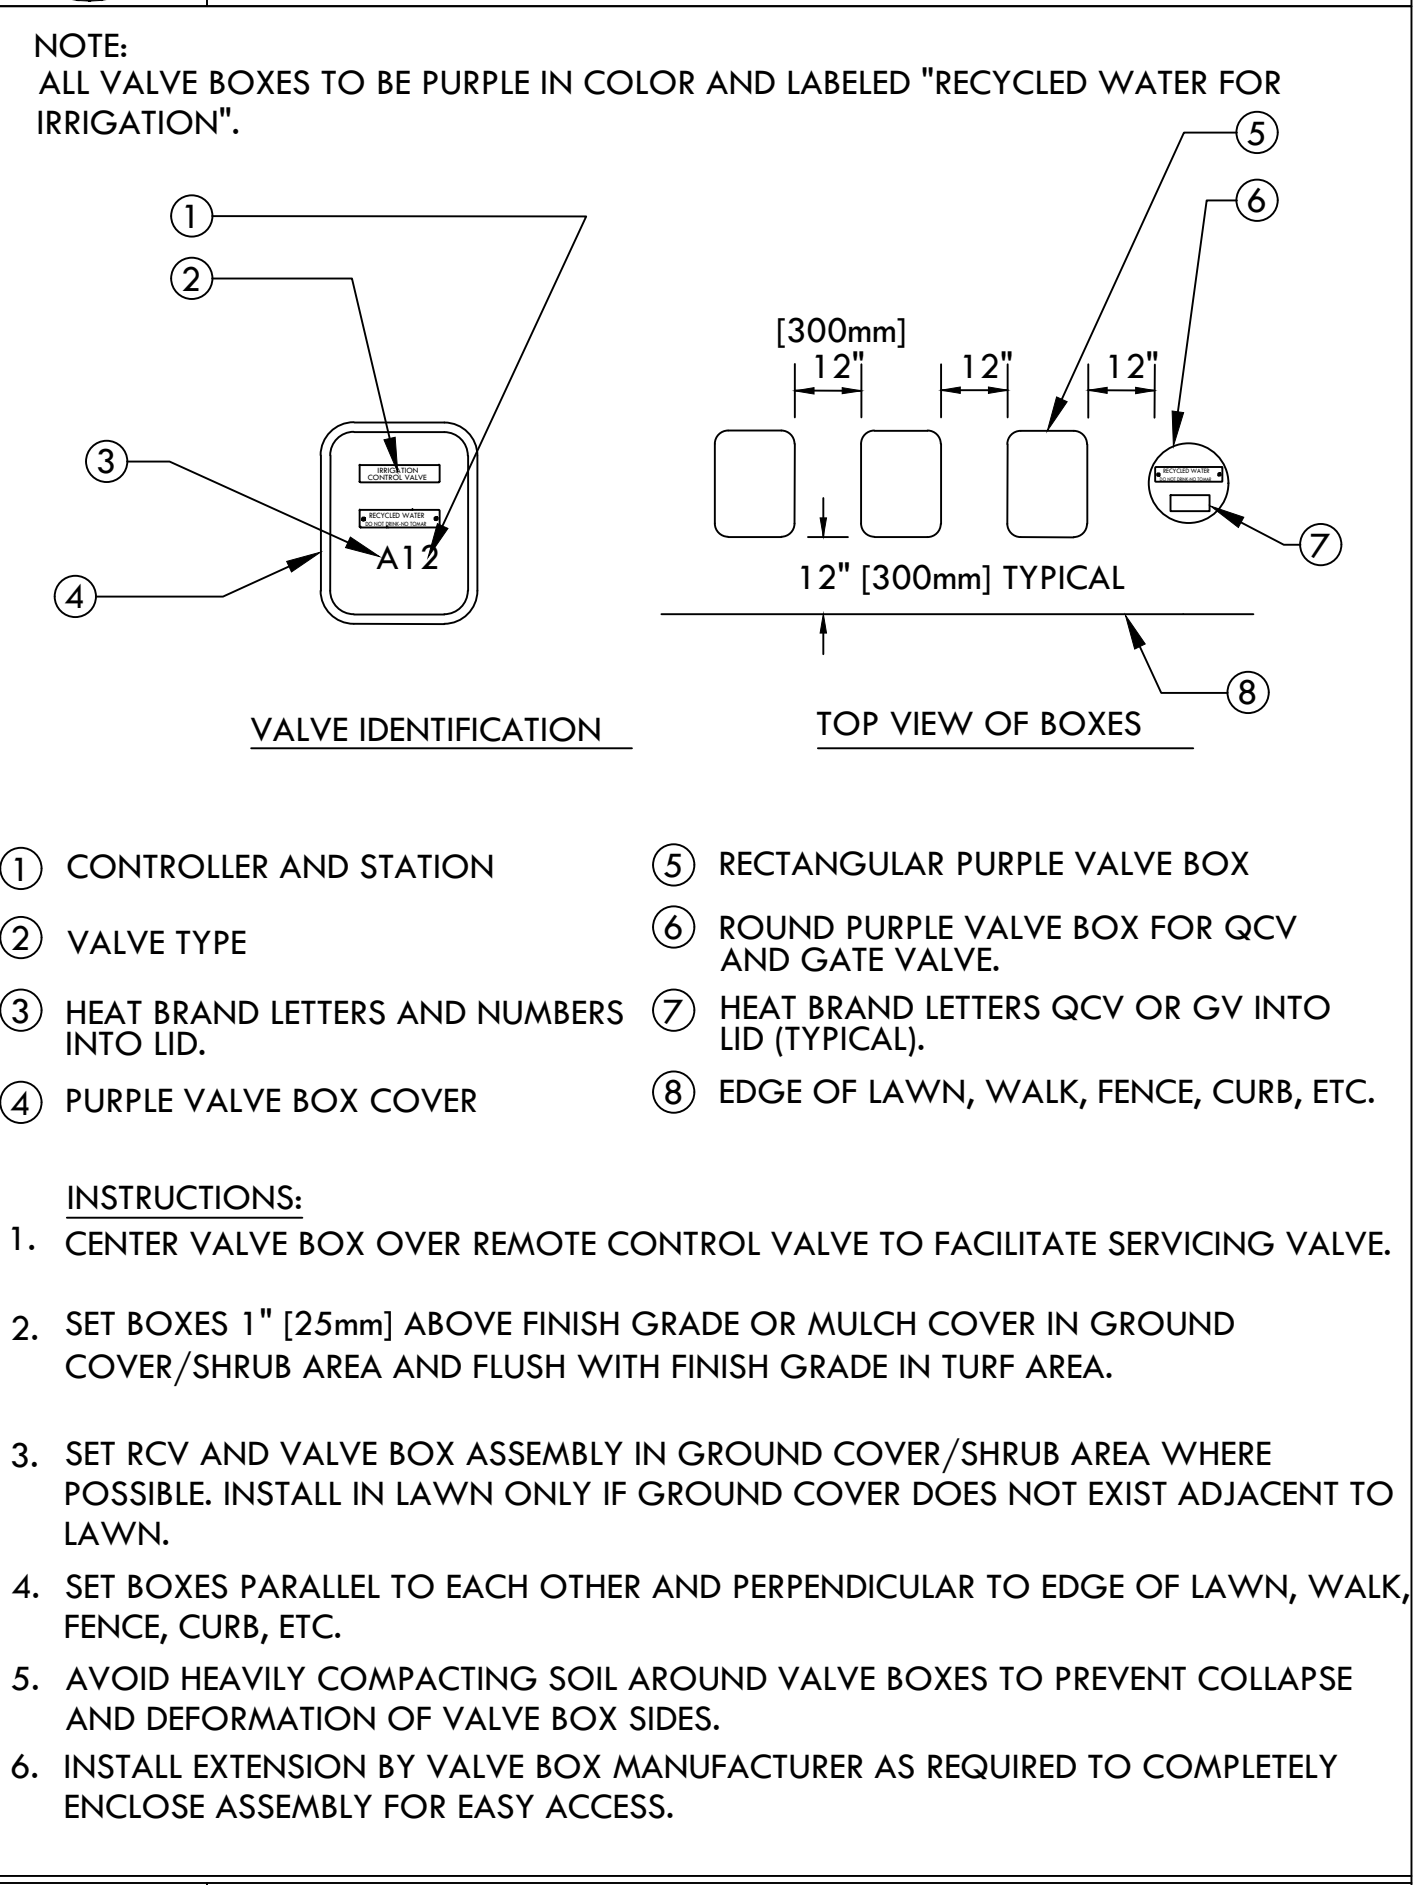 NOTE:
ALL VALVE BOXES TO BE PURPLE IN COLOR AND LABELED "RECYCLED WATER FOR
IRRIGATION".
1
2
3
4
IRRIGATION
CONTROL VALVE
RECYCLED WATER
DO NOT DRINK-NO TOMAR
A12
VALVE IDENTIFICATION
5
6
[300mm]
12" 12" 12"
RECYCLED WATER
DO NOT DRINK-NO TOMAR
7
12" [300mm] TYPICAL
8
TOP VIEW OF BOXES
1 CONTROLLER AND STATION
2 VALVE TYPE
3 HEAT BRAND LETTERS AND NUMBERS
INTO LID.
4 PURPLE VALVE BOX COVER
5 RECTANGULAR PURPLE VALVE BOX
6 ROUND PURPLE VALVE BOX FOR QCV
AND GATE VALVE.
7 HEAT BRAND LETTERS QCV OR GV INTO
LID (TYPICAL).
8 EDGE OF LAWN, WALK, FENCE, CURB, ETC.
INSTRUCTIONS:
1. CENTER VALVE BOX OVER REMOTE CONTROL VALVE TO FACILITATE SERVICING VALVE.
2. SET BOXES 1" [25mm] ABOVE FINISH GRADE OR MULCH COVER IN GROUND
COVER/SHRUB AREA AND FLUSH WITH FINISH GRADE IN TURF AREA.
3. SET RCV AND VALVE BOX ASSEMBLY IN GROUND COVER/SHRUB AREA WHERE
POSSIBLE. INSTALL IN LAWN ONLY IF GROUND COVER DOES NOT EXIST ADJACENT TO
LAWN.
4. SET BOXES PARALLEL TO EACH OTHER AND PERPENDICULAR TO EDGE OF LAWN, WALK,
FENCE, CURB, ETC.
5. AVOID HEAVILY COMPACTING SOIL AROUND VALVE BOXES TO PREVENT COLLAPSE
AND DEFORMATION OF VALVE BOX SIDES.
6. INSTALL EXTENSION BY VALVE BOX MANUFACTURER AS REQUIRED TO COMPLETELY
ENCLOSE ASSEMBLY FOR EASY ACCESS.